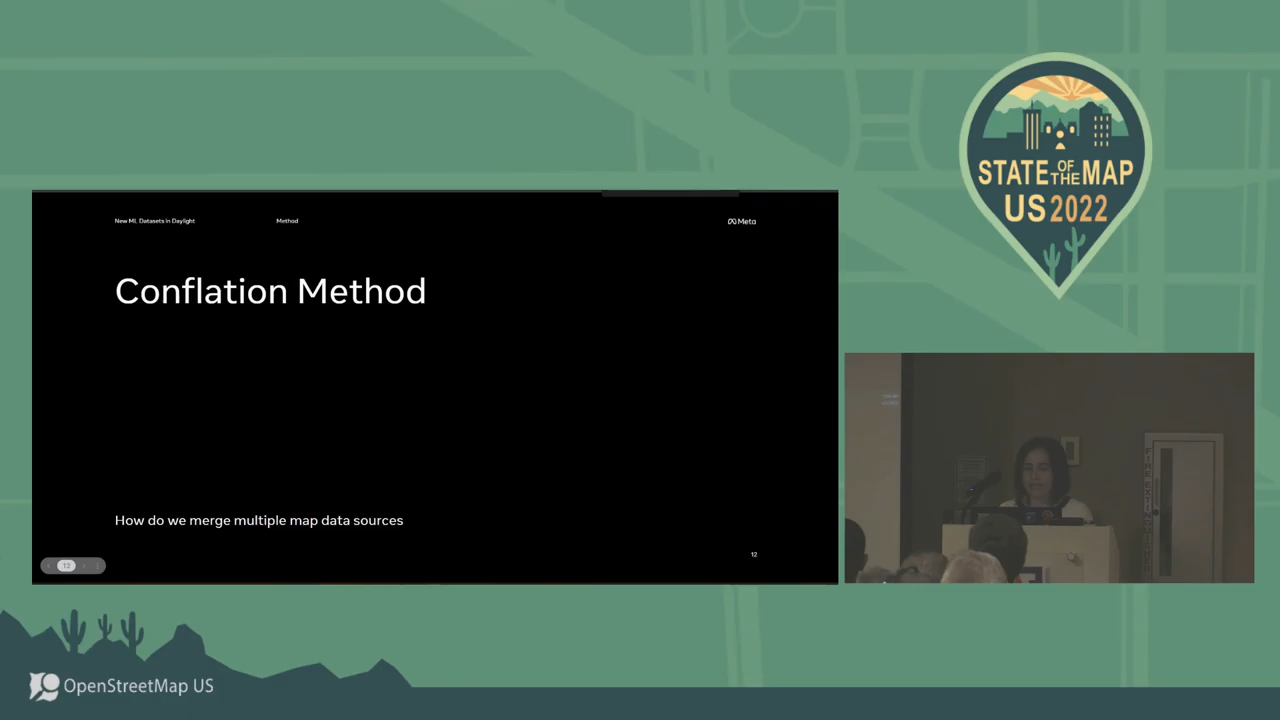 STATE OF THE MAP
US 2022
New ML Datasets in Daylight
Method
Meta
Conflation Method
How do we merge multiple map data sources
12
12
OpenStreetMap US